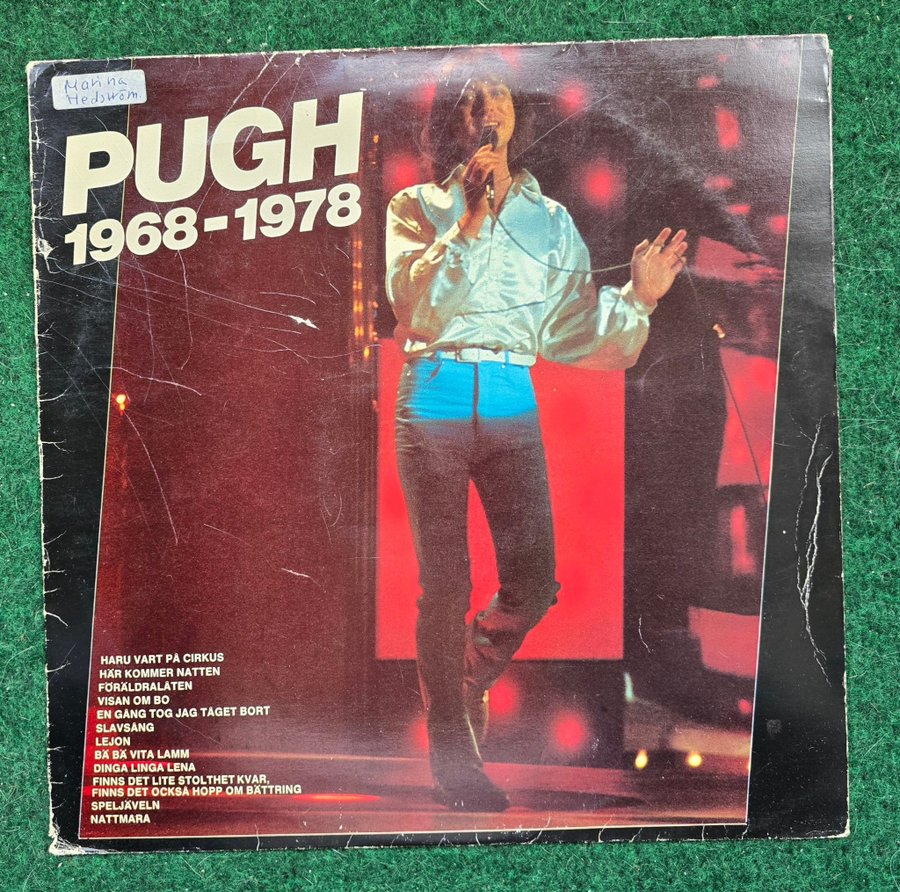 Marina
Hedström.
PUGH
1968-1978
HARU VART PÅ CIRKUS
HÄR KOMMER NATTEN
FÖRÄLDRALÅTEN
VISAN OM BO
EN GÅNG TOG JAG TÅGET BORT
SLAVSÅNG
LEJON
BÄ BÄ VITA LAMM
DINGA LINGA LENA
FINNS DET LITE STOLTHET KVAR,
FINNS DET OCKSÅ HOPP OM BÄTTRING
SPELJÄVELN
NATTMARA